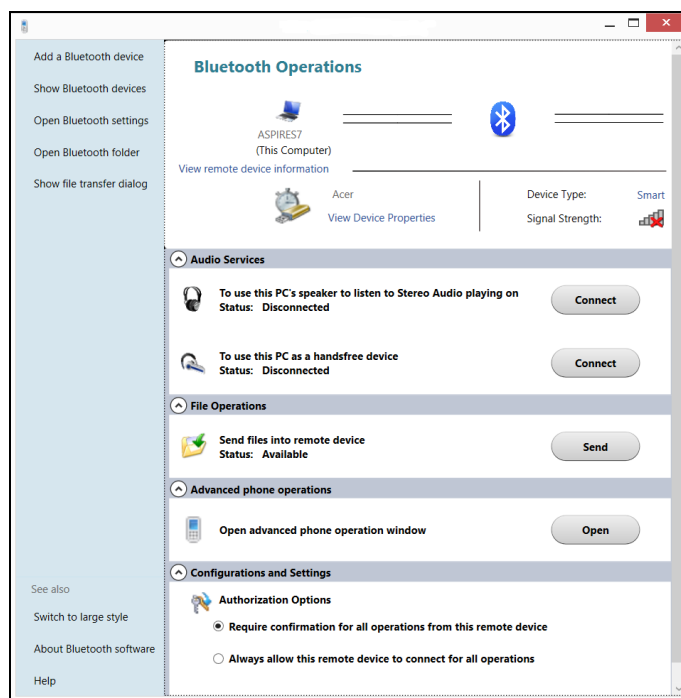 Add a Bluetooth device
Show Bluetooth devices
Open Bluetooth settings
Open Bluetooth folder
Show file transfer dialog
Bluetooth Operations
ASPIRES7
(This Computer)
View remote device information
Acer
View Device Properties
Device Type: Smart
Signal Strength:
Audio Services
To use this PC's speaker to listen to Stereo Audio playing on
Status: Disconnected
Connect
To use this PC as a handsfree device
Status: Disconnected
Connect
File Operations
Send files into remote device
Status: Available
Send
Advanced phone operations
Open advanced phone operation window
Open
Configurations and Settings
Authorization Options
Require confirmation for all operations from this remote device
Always allow this remote device to connect for all operations
See also
Switch to large style
About Bluetooth software
Help